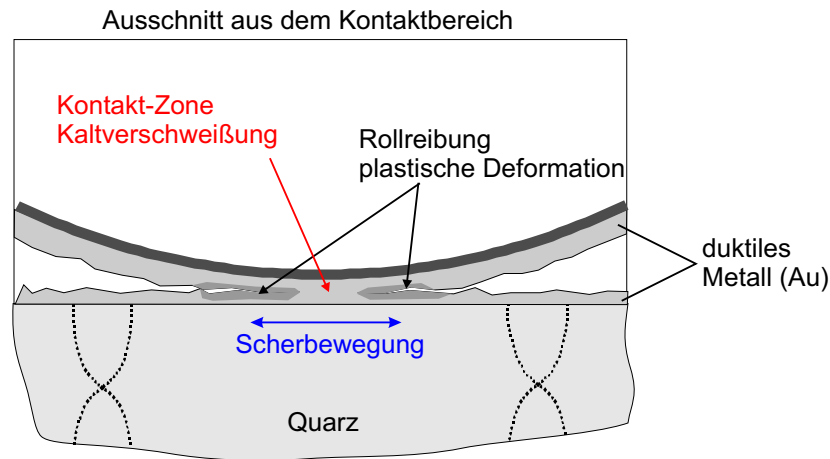 Ausschnitt aus dem Kontaktbereich
Kontakt-Zone
Kaltverschweißung
Rollreibung
plastische Deformation
duktiles
Metall (Au)
Scherbewegung
Quarz